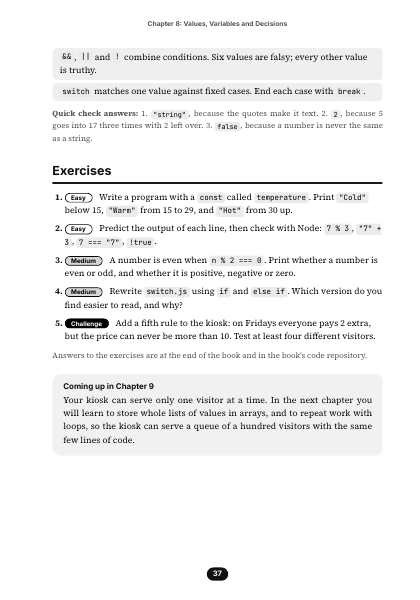 Chapter 8: Values, Variables and Decisions
&&, || and ! combine conditions. Six values are falsy; every other value
is truthy.
switch matches one value against fixed cases. End each case with break.
Quick check answers: 1. "string", because the quotes make it text. 2. 2, because 5
goes into 17 three times with 2 left over. 3. false, because a number is never the same
as a string.
Exercises
1. Easy Write a program with a const called temperature. Print "Cold"
below 15, "Warm" from 15 to 29, and "Hot" from 30 up.
2. Easy Predict the output of each line, then check with Node: 7 % 3, "7" +
3, 7 === "7", !true.
3. Medium A number is even when n % 2 === 0. Print whether a number is
even or odd, and whether it is positive, negative or zero.
4. Medium Rewrite switch.js using if and else if. Which version do you
find easier to read, and why?
5. Challenge Add a fifth rule to the kiosk: on Fridays everyone pays 2 extra,
but the price can never be more than 10. Test at least four different visitors.
Answers to the exercises are at the end of the book and in the book's code repository.
Coming up in Chapter 9
Your kiosk can serve only one visitor at a time. In the next chapter you
will learn to store whole lists of values in arrays, and to repeat work with
loops, so the kiosk can serve a queue of a hundred visitors with the same
few lines of code.
37